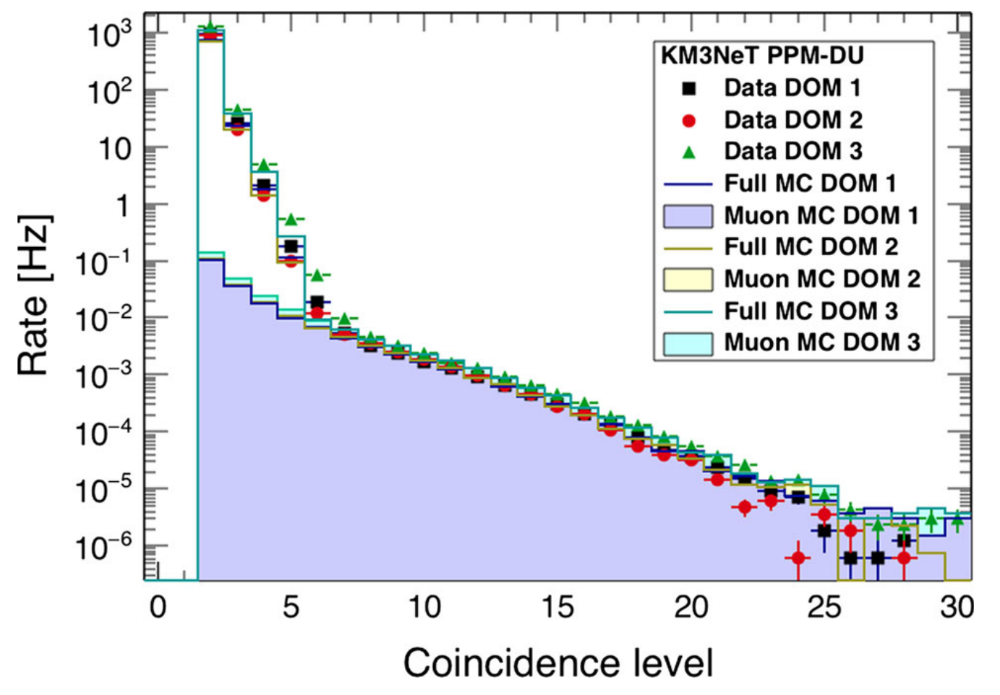 KM3NeT PPM-DU
Data DOM 1
Data DOM 2
Data DOM 3
Full MC DOM 1
Muon MC DOM 1
Full MC DOM 2
Muon MC DOM 2
Full MC DOM 3
Muon MC DOM 3
Rate [Hz]
10³
10²
10
1
10⁻¹
10⁻²
10⁻³
10⁻⁴
10⁻⁵
10⁻⁶
0 5 10 15 20 25 30
Coincidence level